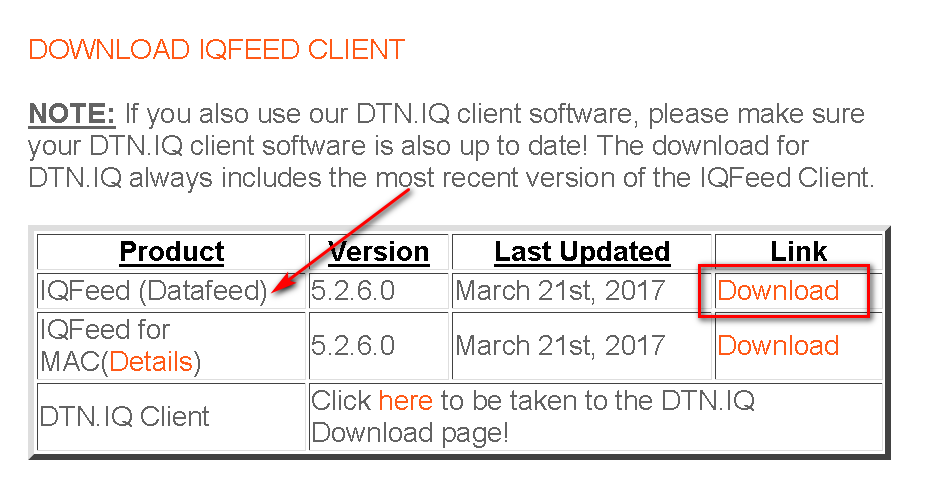 DOWNLOAD IQFEED CLIENT
NOTE: If you also use our DTN.IQ client software, please make sure
your DTN.IQ client software is also up to date! The download for
DTN.IQ always includes the most recent version of the IQFeed Client.
Product Version Last Updated Link
IQFeed (Datafeed) 5.2.6.0 March 21st, 2017 Download
IQFeed for
MAC(Details) 5.2.6.0 March 21st, 2017 Download
DTN.IQ Client Click here to be taken to the DTN.IQ
Download page!